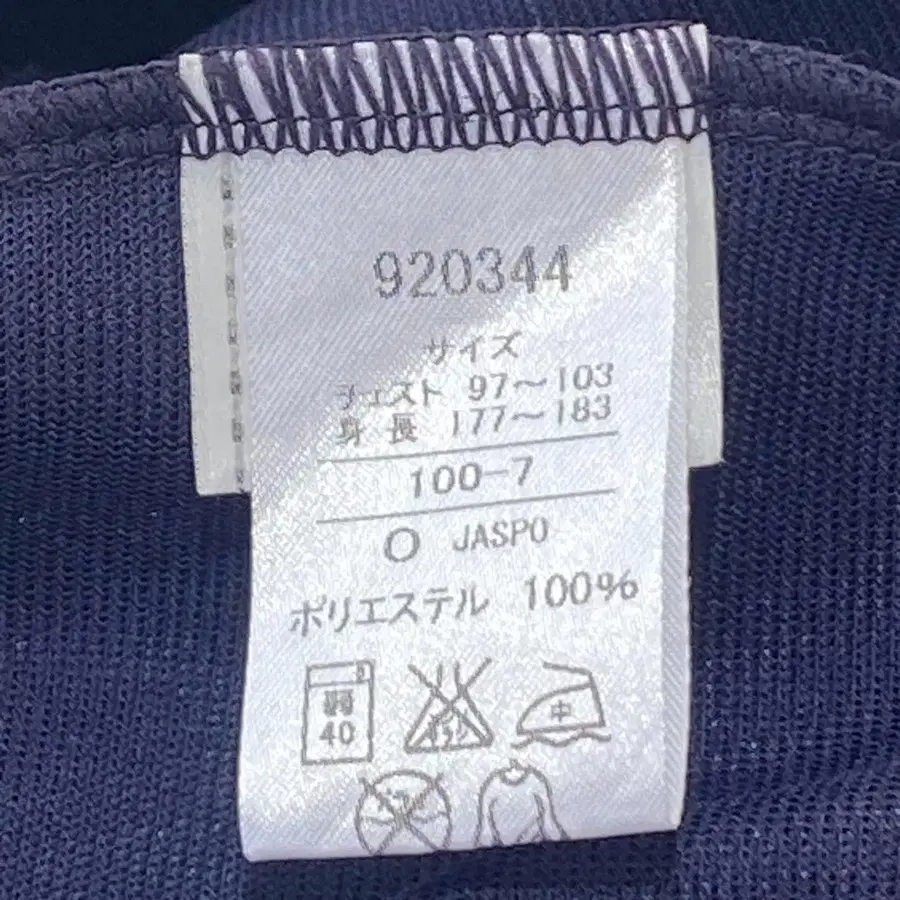 920344
サイズ
チェスト 97～103
身長 177～183
100-7
O JASPO
ポリエステル 100%
弱
40
中